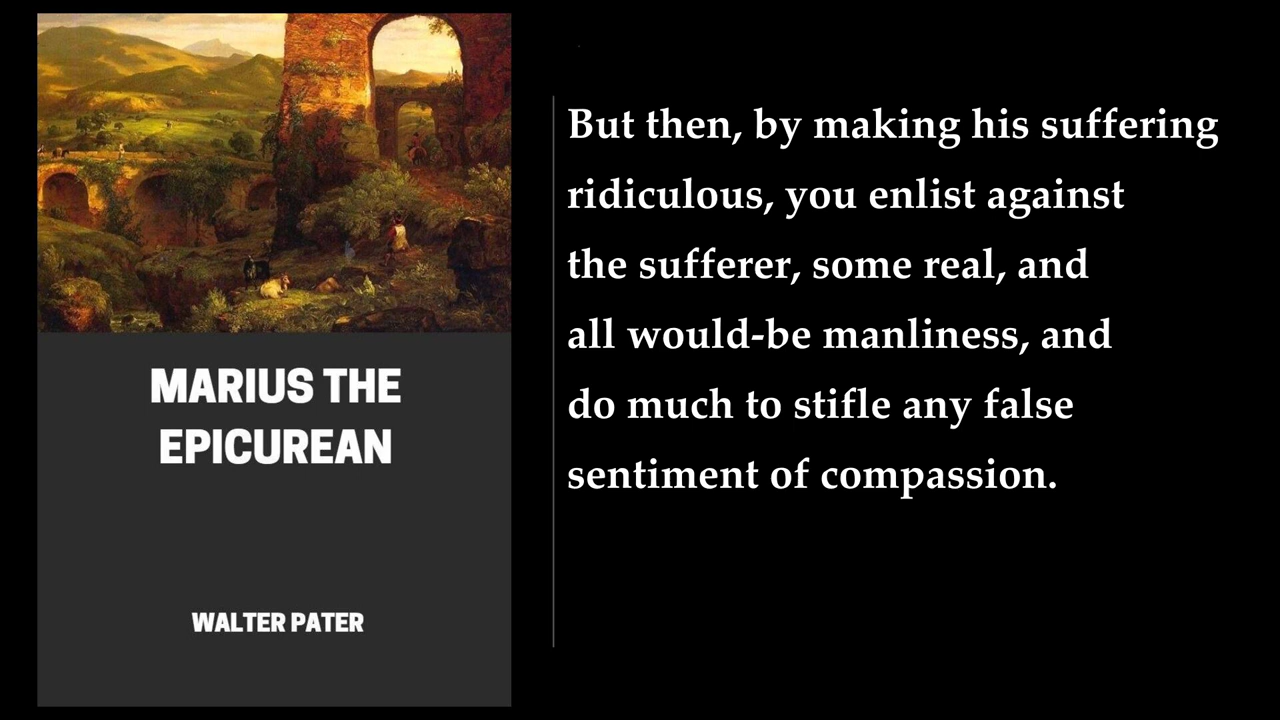 MARIUS THE
EPICUREAN
WALTER PATER
But then, by making his suffering
ridiculous, you enlist against
the sufferer, some real, and
all would-be manliness, and
do much to stifle any false
sentiment of compassion.